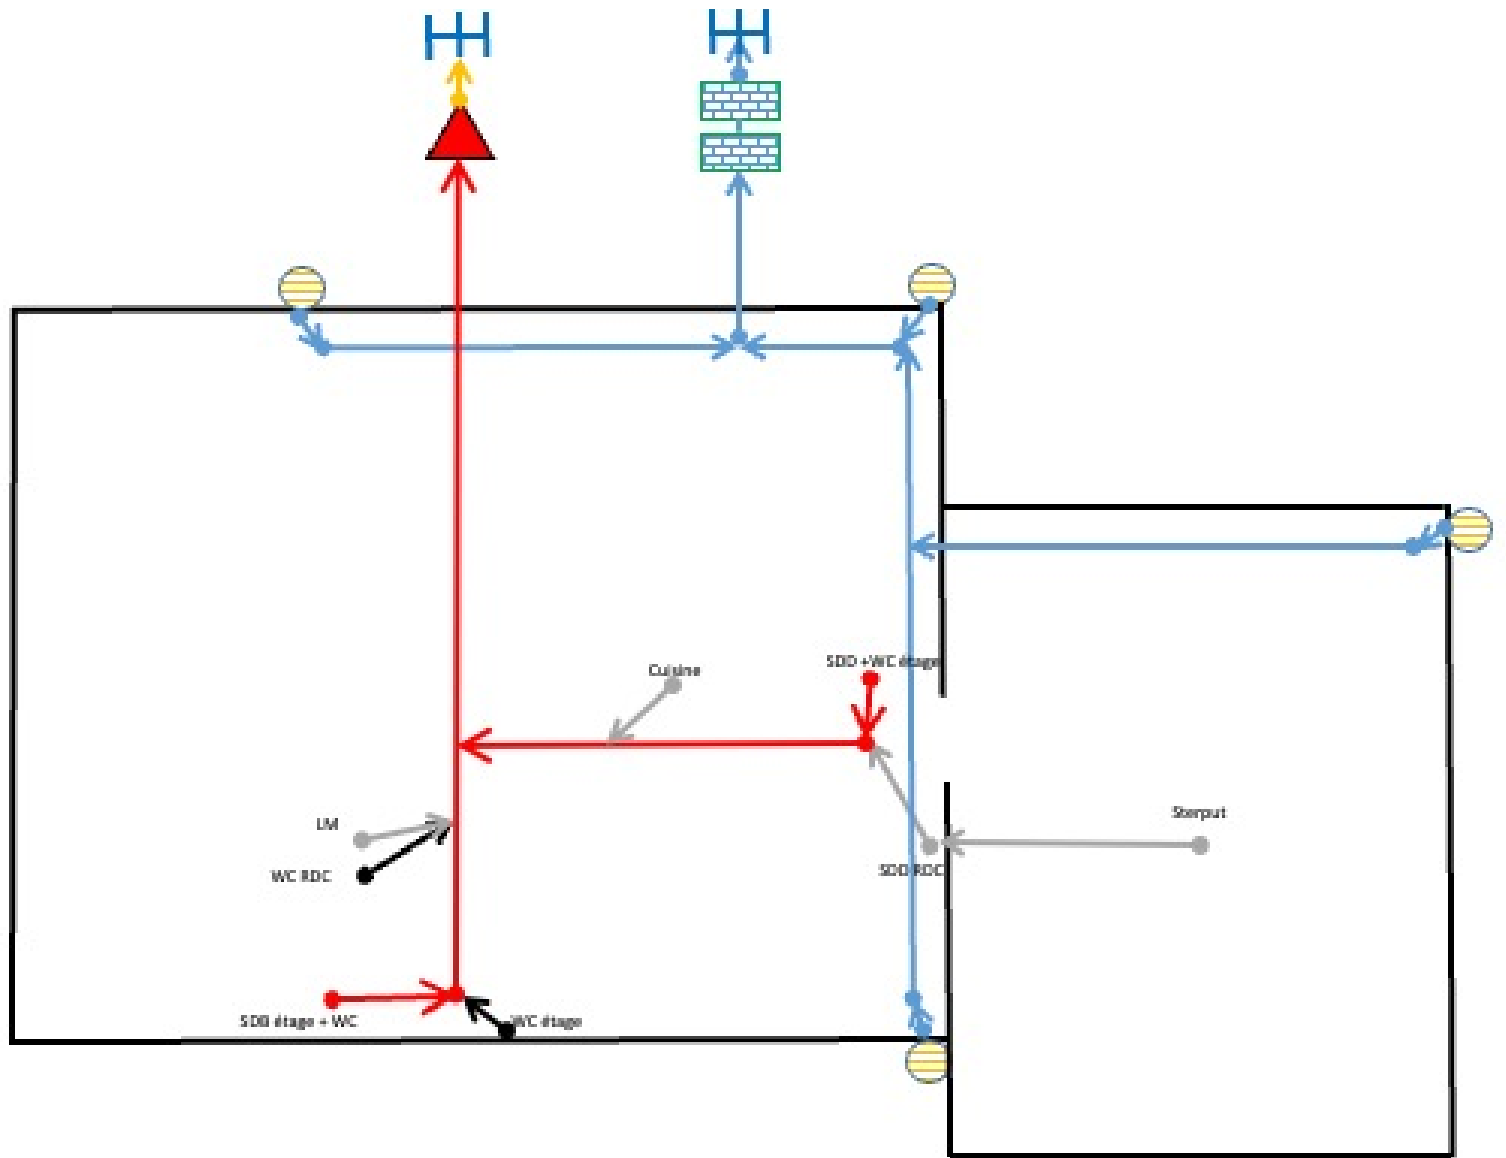 Cuisine
SDD +WC étage
LM
Sterput
WC RDC
SDD RDC
SDB étage + WC
WC étage